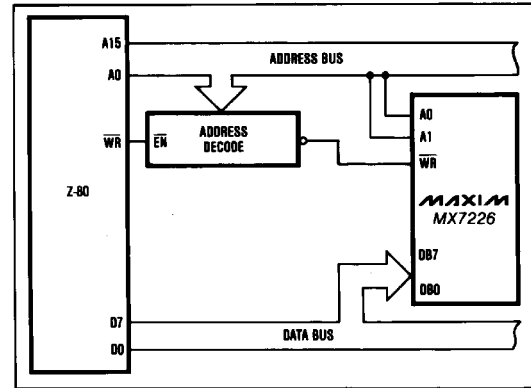 A15
ADDRESS BUS
A0
A0
A1
WR
EN
ADDRESS
DECODE
WR
Z-80
MAXIM
MX7226
DB7
DB0
D7
DATA BUS
D0